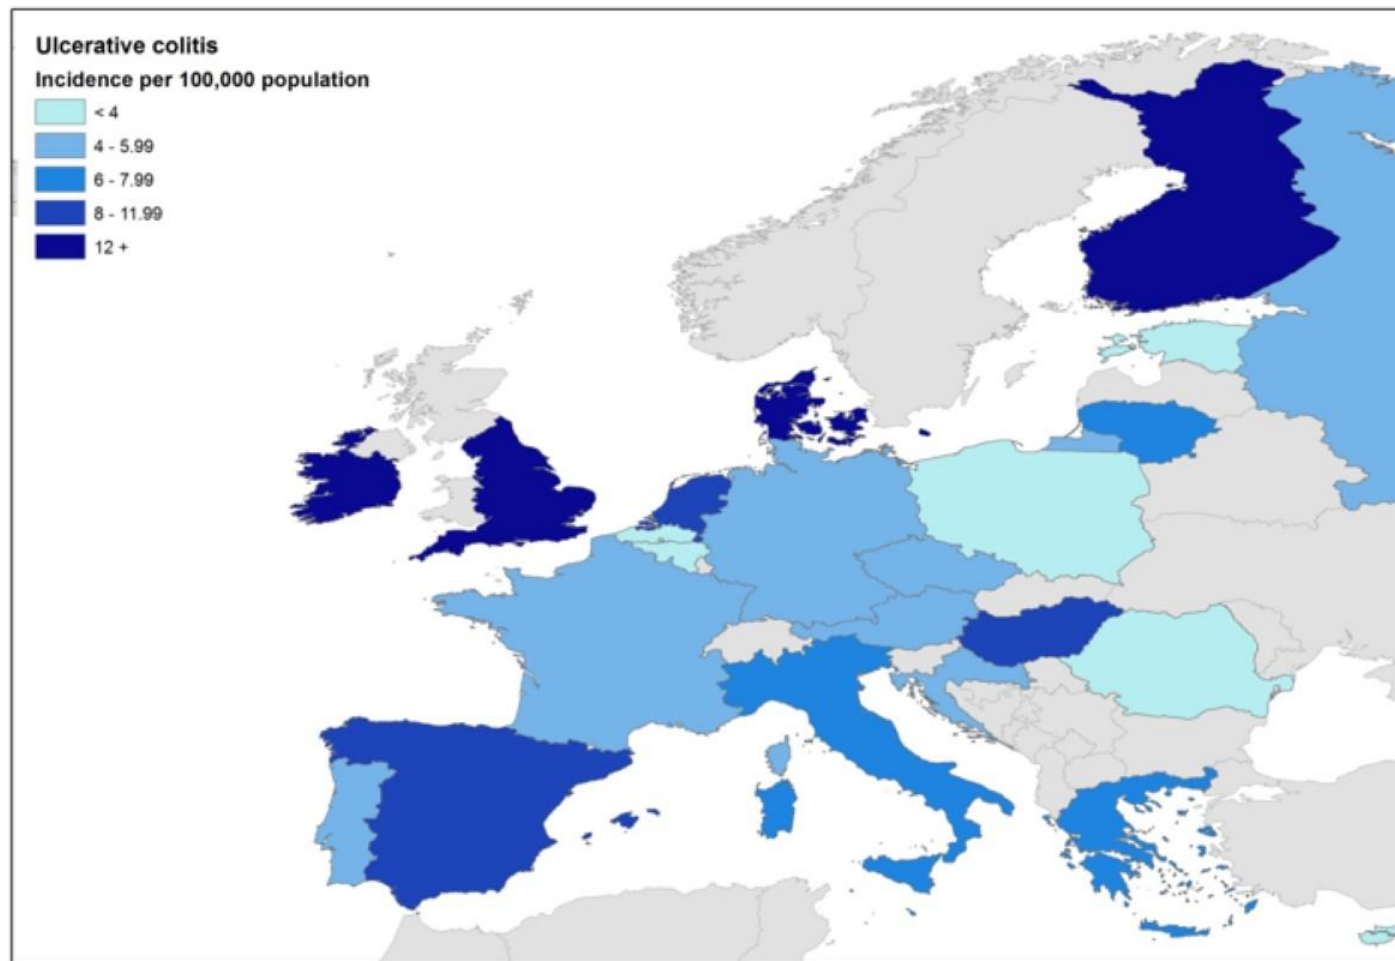 Ulcerative colitis
Incidence per 100,000 population
< 4
4 - 5.99
6 - 7.99
8 - 11.99
12 +